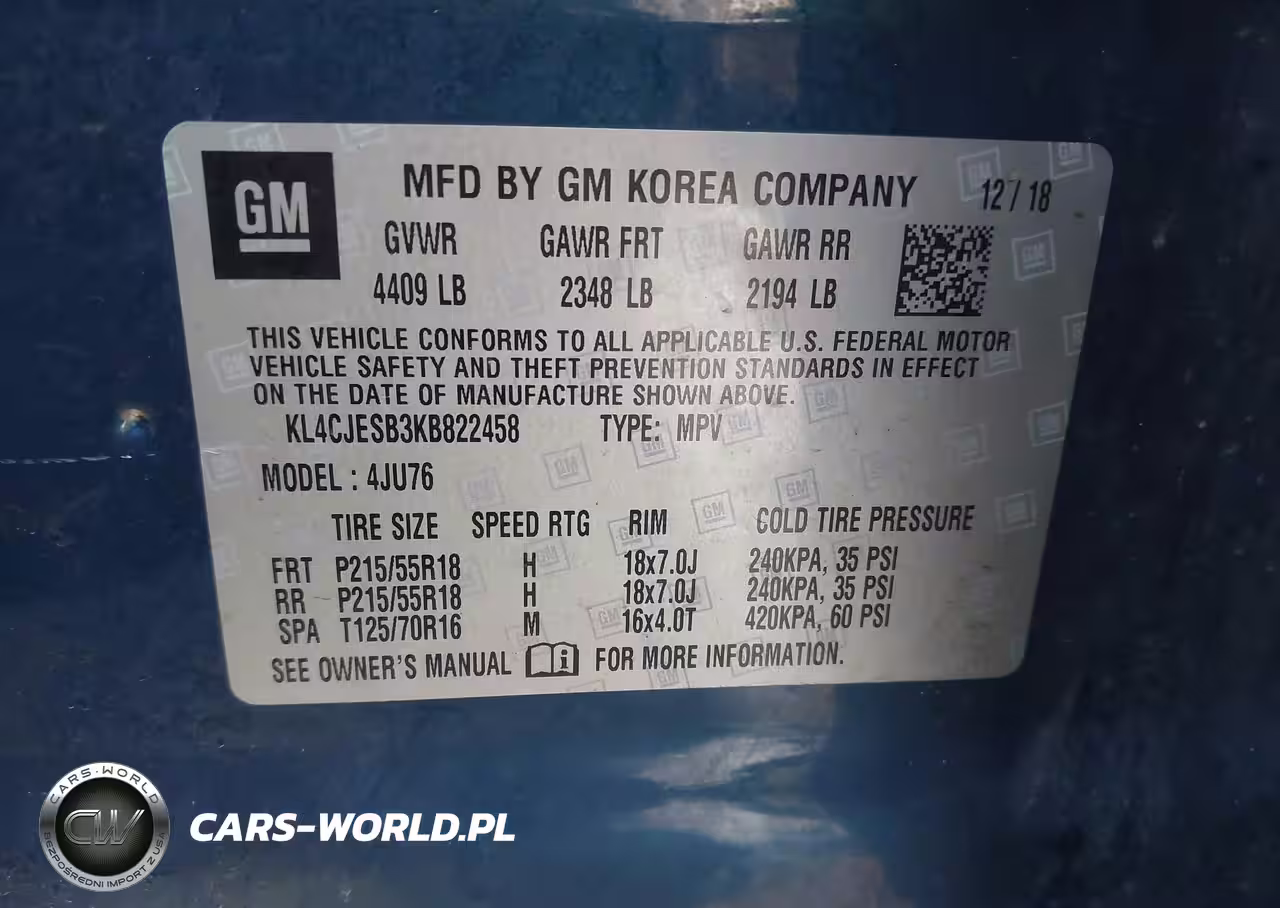 GM
MFD BY GM KOREA COMPANY 12/18
GVWR GAWR FRT GAWR RR
4409 LB 2348 LB 2194 LB
THIS VEHICLE CONFORMS TO ALL APPLICABLE U.S. FEDERAL MOTOR
VEHICLE SAFETY AND THEFT PREVENTION STANDARDS IN EFFECT
ON THE DATE OF MANUFACTURE SHOWN ABOVE.
KL4CJESB3KB822458 TYPE: MPV
MODEL : 4JU76
TIRE SIZE SPEED RTG RIM COLD TIRE PRESSURE
FRT P215/55R18 H 18x7.0J 240KPA, 35 PSI
RR P215/55R18 H 18x7.0J 240KPA, 35 PSI
SPA T125/70R16 M 16x4.0T 420KPA, 60 PSI
SEE OWNER'S MANUAL i FOR MORE INFORMATION.
CARS-WORLD
CW
BEZPOŚREDNI IMPORT Z USA
CARS-WORLD.PL